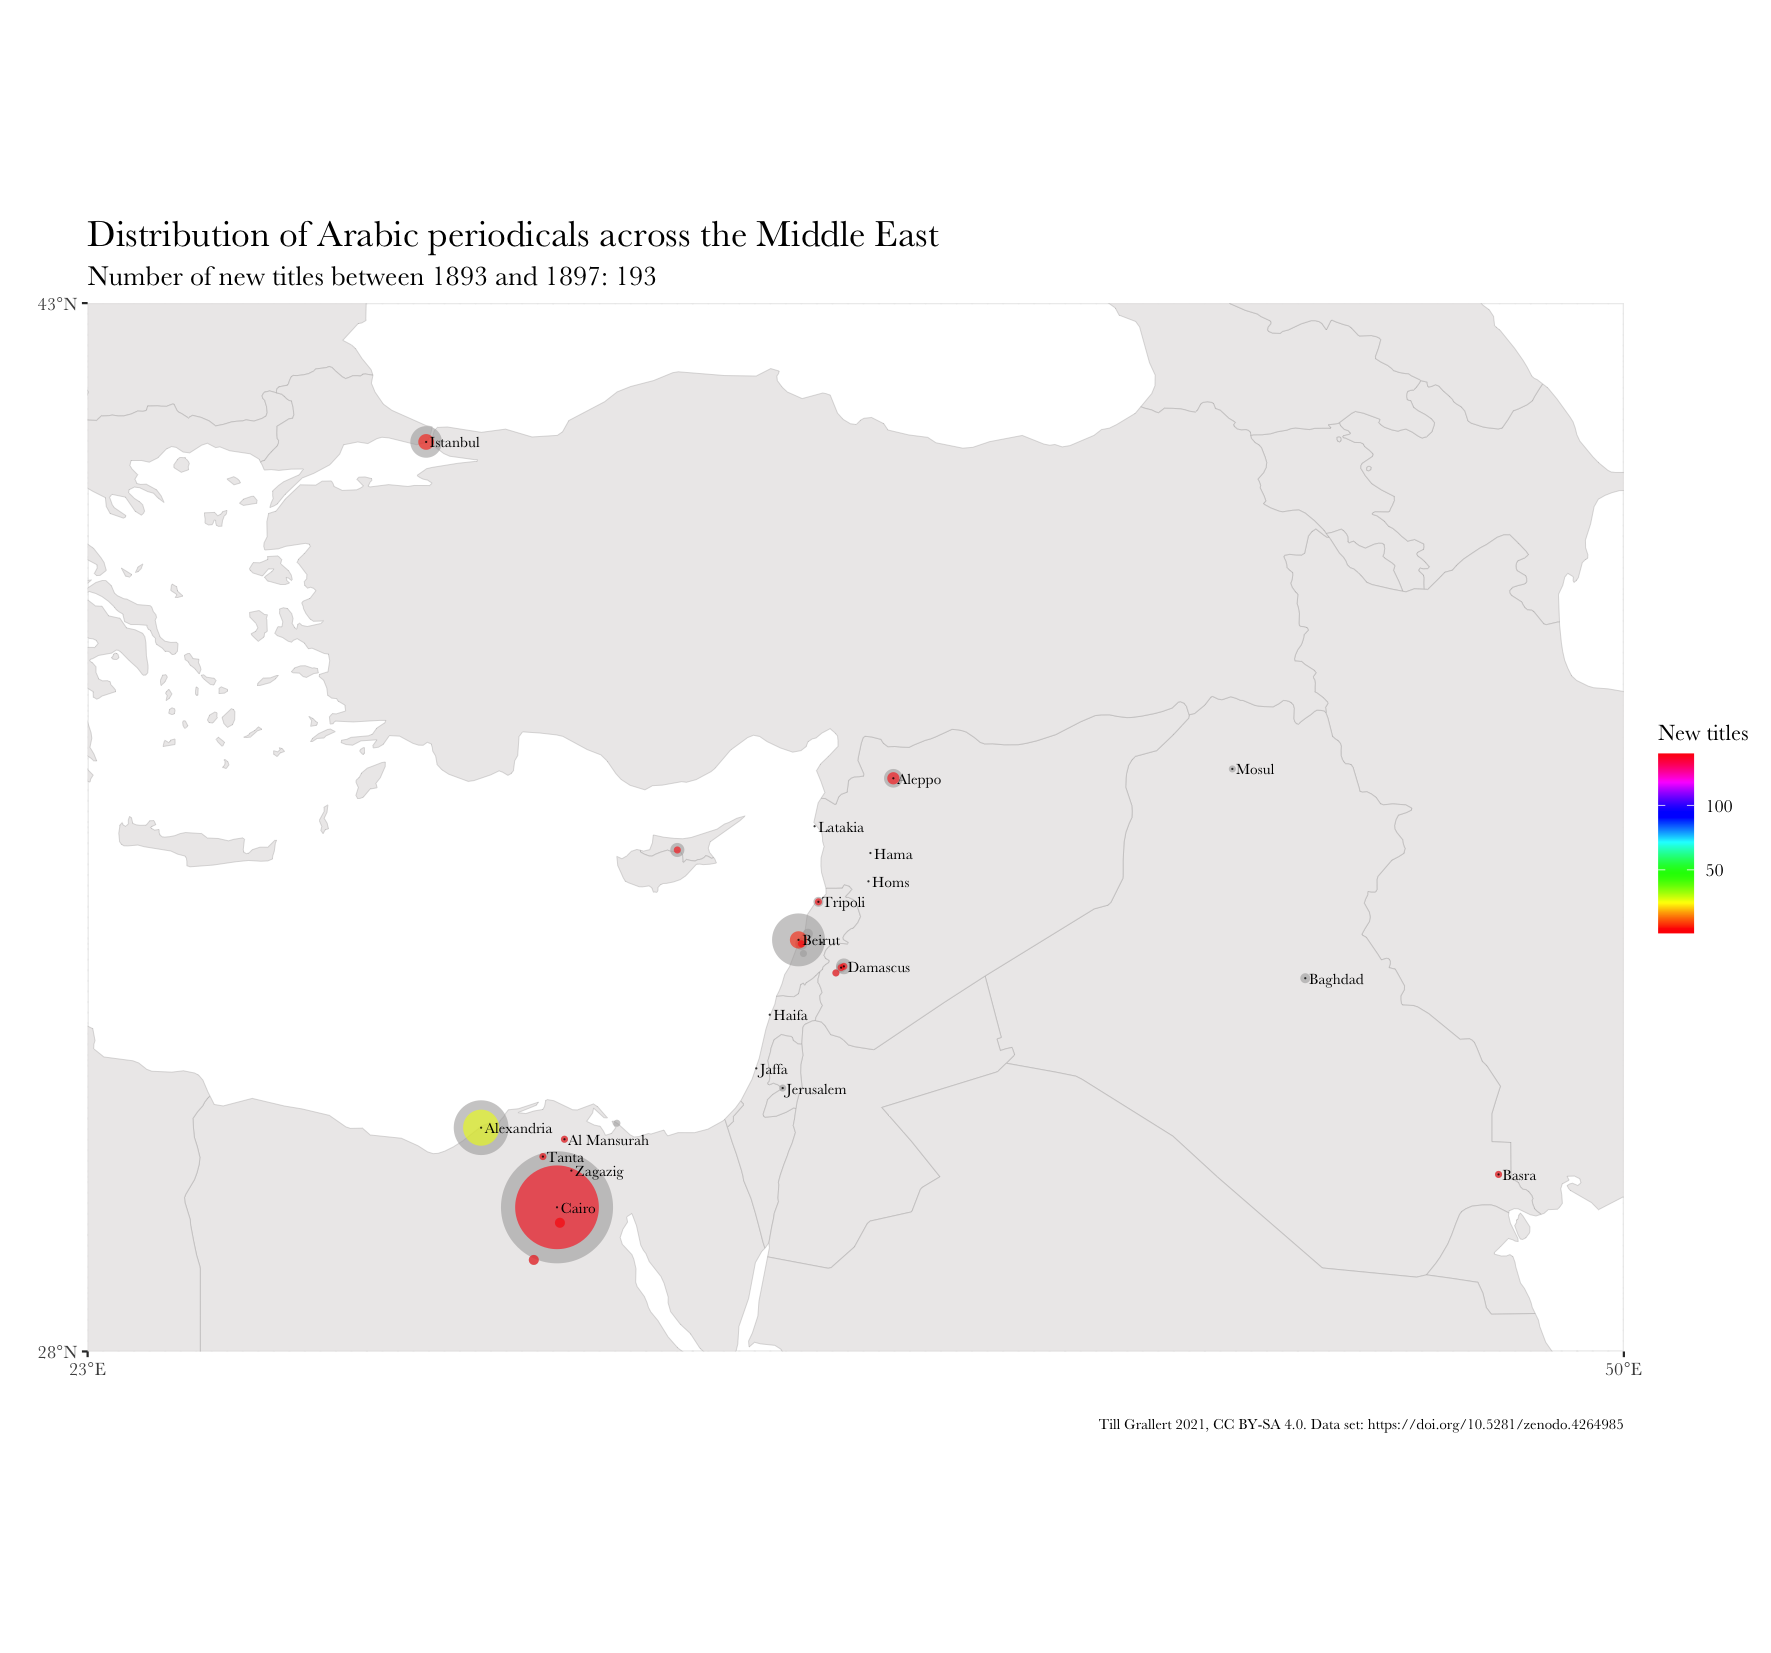 Distribution of Arabic periodicals across the Middle East
Number of new titles between 1893 and 1897: 193
43°N
Istanbul
New titles
Mosul
Aleppo
100
Latakia
Hama
50
Homs
Tripoli
Beirut
Damascus
Baghdad
Haifa
Jaffa
Jerusalem
Alexandria
Al Mansurah
Tanta
Zagazig
Basra
Cairo
28°N
23°E
50°E
Till Grallert 2021, CC BY-SA 4.0. Data set: https://doi.org/10.5281/zenodo.4264985